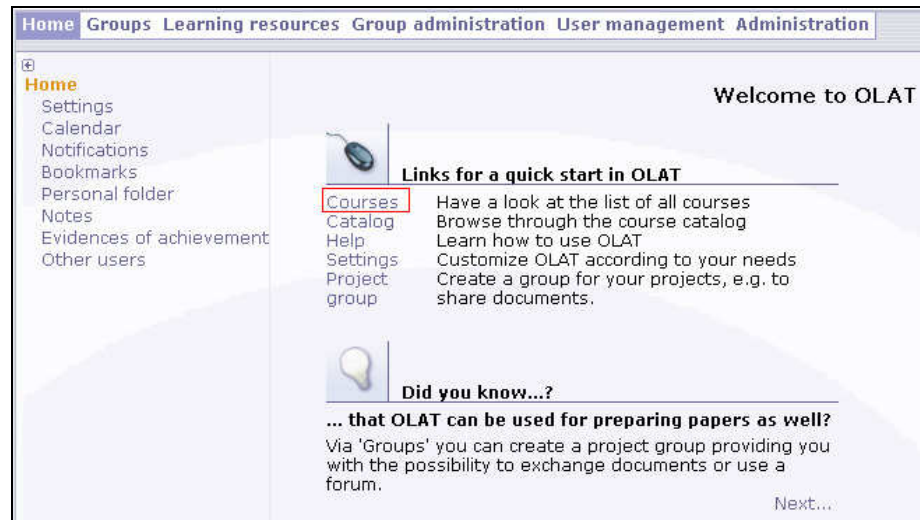 Home Groups Learning resources Group administration User management Administration
Home
Settings
Calendar
Notifications
Bookmarks
Personal folder
Notes
Evidences of achievement
Other users
Welcome to OLAT
Links for a quick start in OLAT
Courses Have a look at the list of all courses
Catalog Browse through the course catalog
Help Learn how to use OLAT
Settings Customize OLAT according to your needs
Project Create a group for your projects, e.g. to
group share documents.
Did you know...?
... that OLAT can be used for preparing papers as well?
Via 'Groups' you can create a project group providing you
with the possibility to exchange documents or use a
forum.
Next...